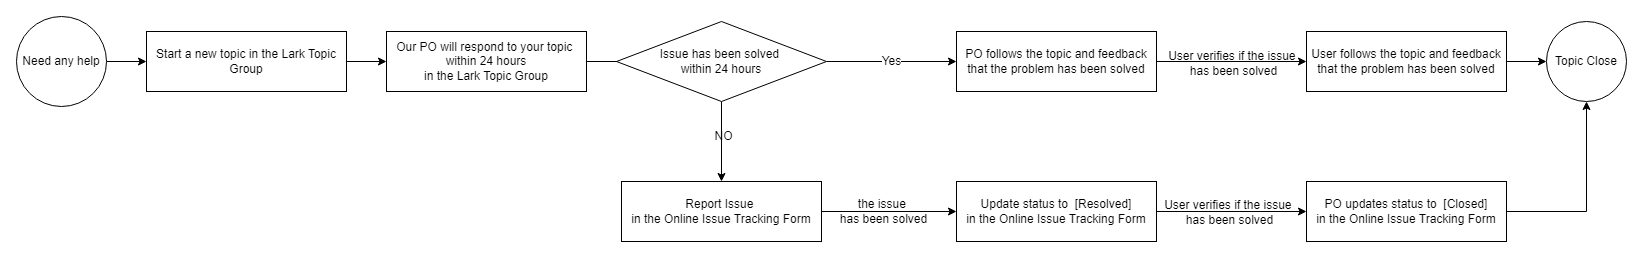 Need any help
Start a new topic in the Lark Topic
Group
Our PO will respond to your topic
within 24 hours
in the Lark Topic Group
Issue has been solved
within 24 hours
Yes
PO follows the topic and feedback
that the problem has been solved
User verifies if the issue
has been solved
User follows the topic and feedback
that the problem has been solved
Topic Close
NO
Report Issue
in the Online Issue Tracking Form
the issue
has been solved
Update status to [Resolved]
in the Online Issue Tracking Form
User verifies if the issue
has been solved
PO updates status to [Closed]
in the Online Issue Tracking Form